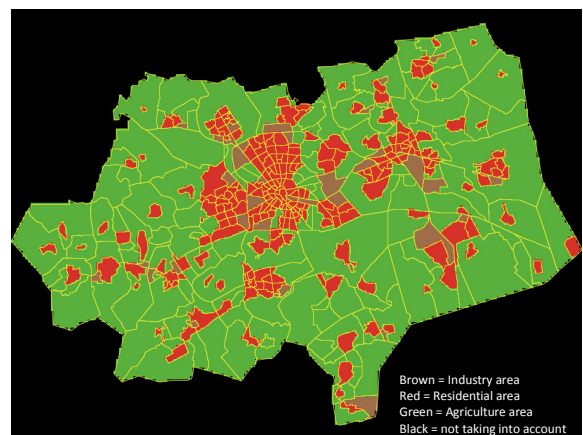 Brown = Industry area
Red = Residential area
Green = Agriculture area
Black = not taking into account